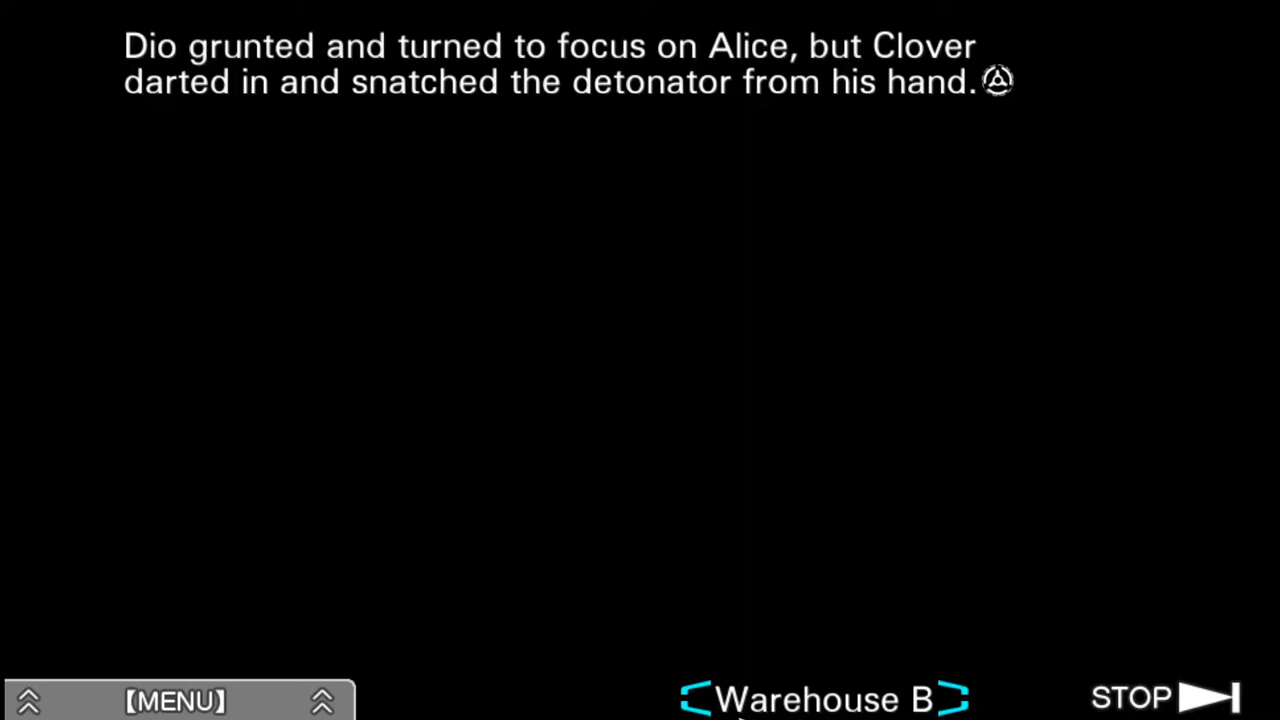 Dio grunted and turned to focus on Alice, but Clover
darted in and snatched the detonator from his hand.
【MENU】
Warehouse B
STOP